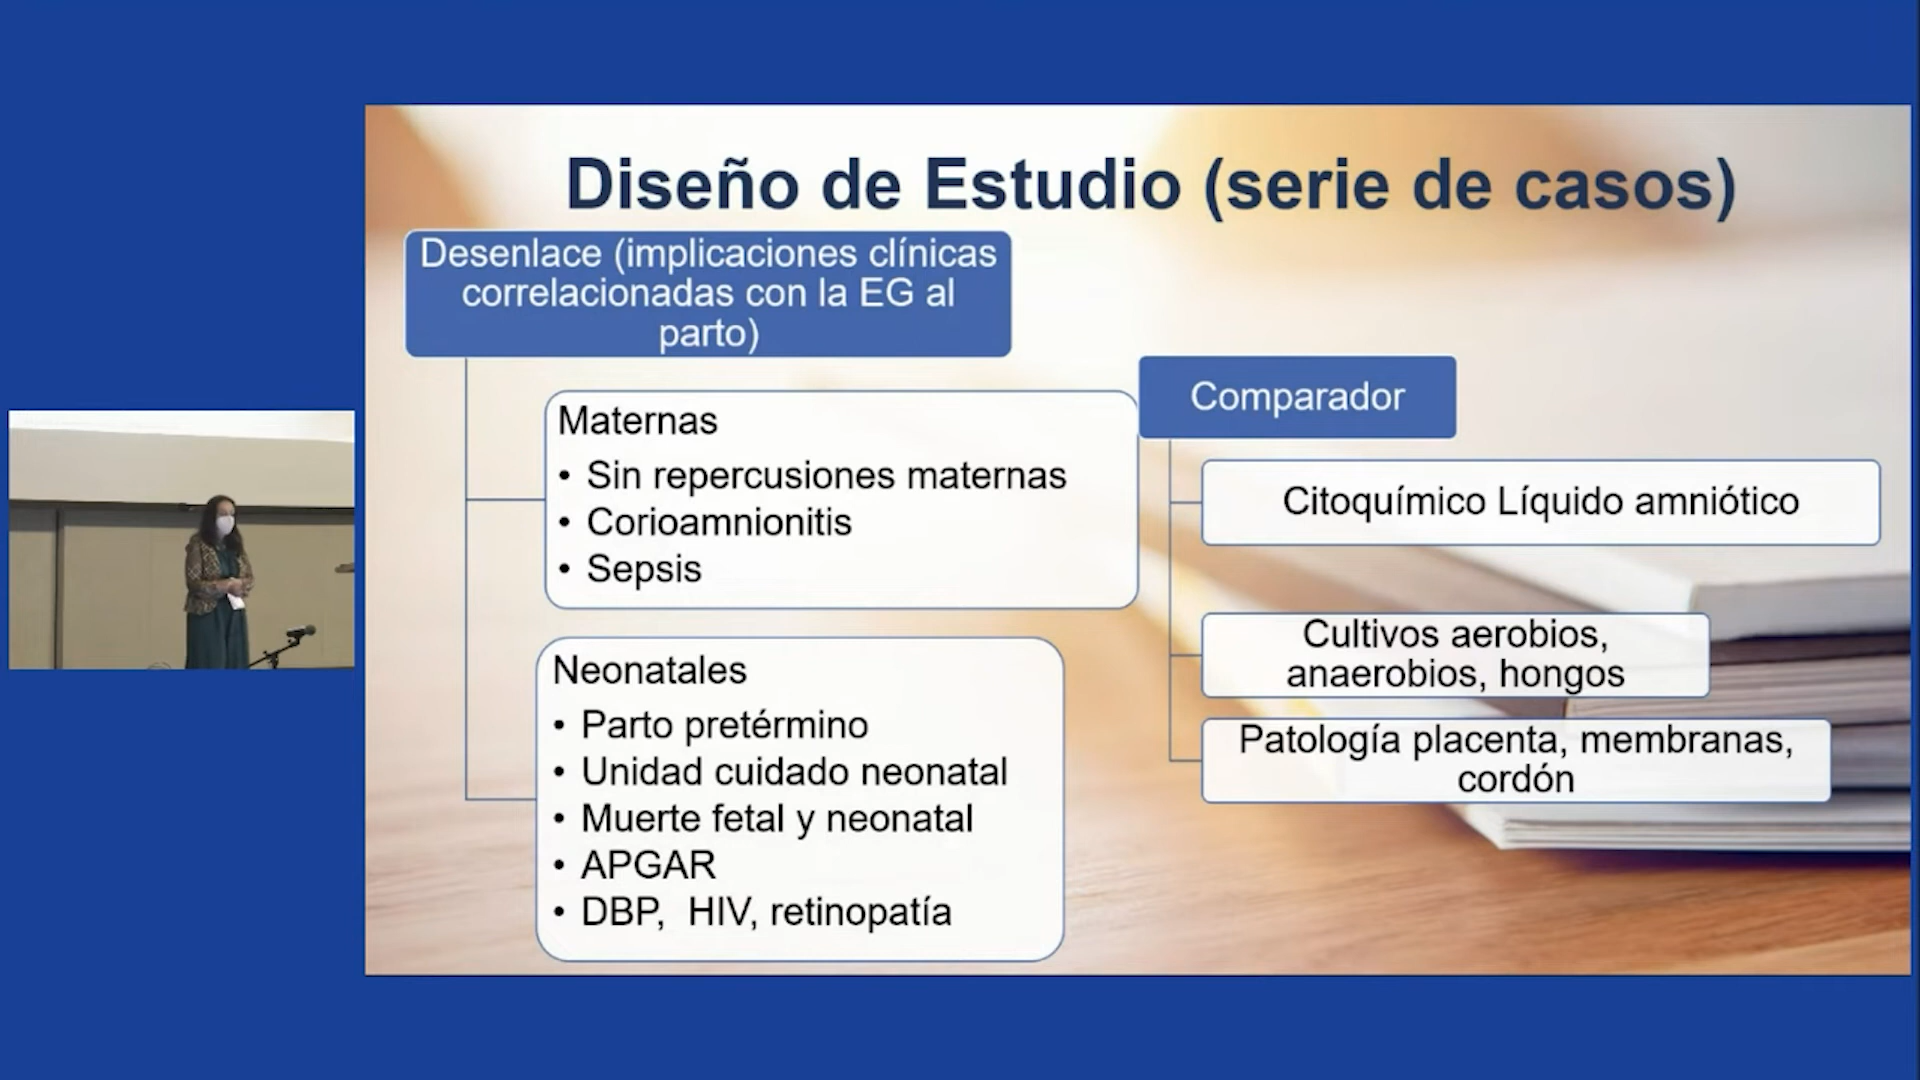 Diseño de Estudio (serie de casos)
Desenlace (implicaciones clínicas
correlacionadas con la EG al
parto)
Maternas
• Sin repercusiones maternas
• Corioamnionitis
• Sepsis
Neonatales
• Parto pretérmino
• Unidad cuidado neonatal
• Muerte fetal y neonatal
• APGAR
• DBP, HIV, retinopatía
Comparador
Citoquímico Líquido amniótico
Cultivos aerobios,
anaerobios, hongos
Patología placenta, membranas,
cordón